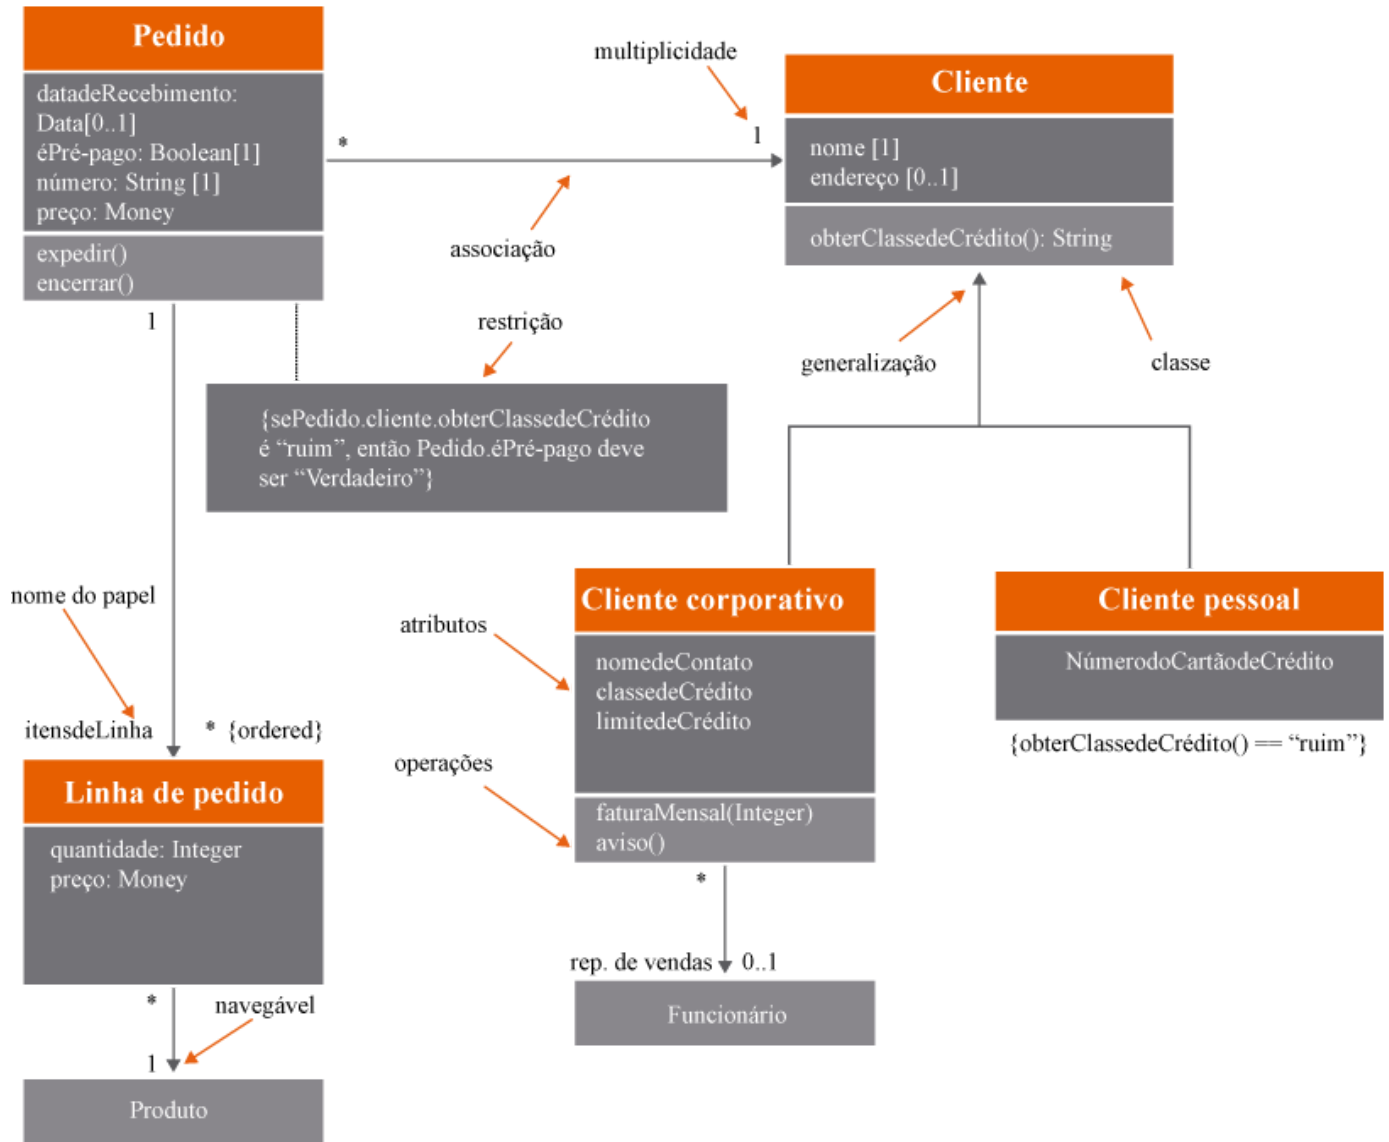 Pedido
datadeRecebimento:
Data[0..1]
éPré-pago: Boolean[1]
número: String [1]
preço: Money
expedir()
encerrar()
*
multiplicidade
1
associação
Cliente
nome [1]
endereço [0..1]
obterClassedeCrédito(): String
generalização
classe
1
restrição
{sePedido.cliente.obterClassedeCrédito
é “ruim”, então Pedido.éPré-pago deve
ser “Verdadeiro”}
nome do papel
itensdeLinha
* {ordered}
Linha de pedido
quantidade: Integer
preço: Money
*
navegável
1
Produto
atributos
operações
Cliente corporativo
nomedeContato
classedeCrédito
limitedeCrédito
faturaMensal(Integer)
aviso()
*
rep. de vendas
0..1
Funcionário
Cliente pessoal
NúmerodoCartãodeCrédito
{obterClassedeCrédito() == “ruim”}